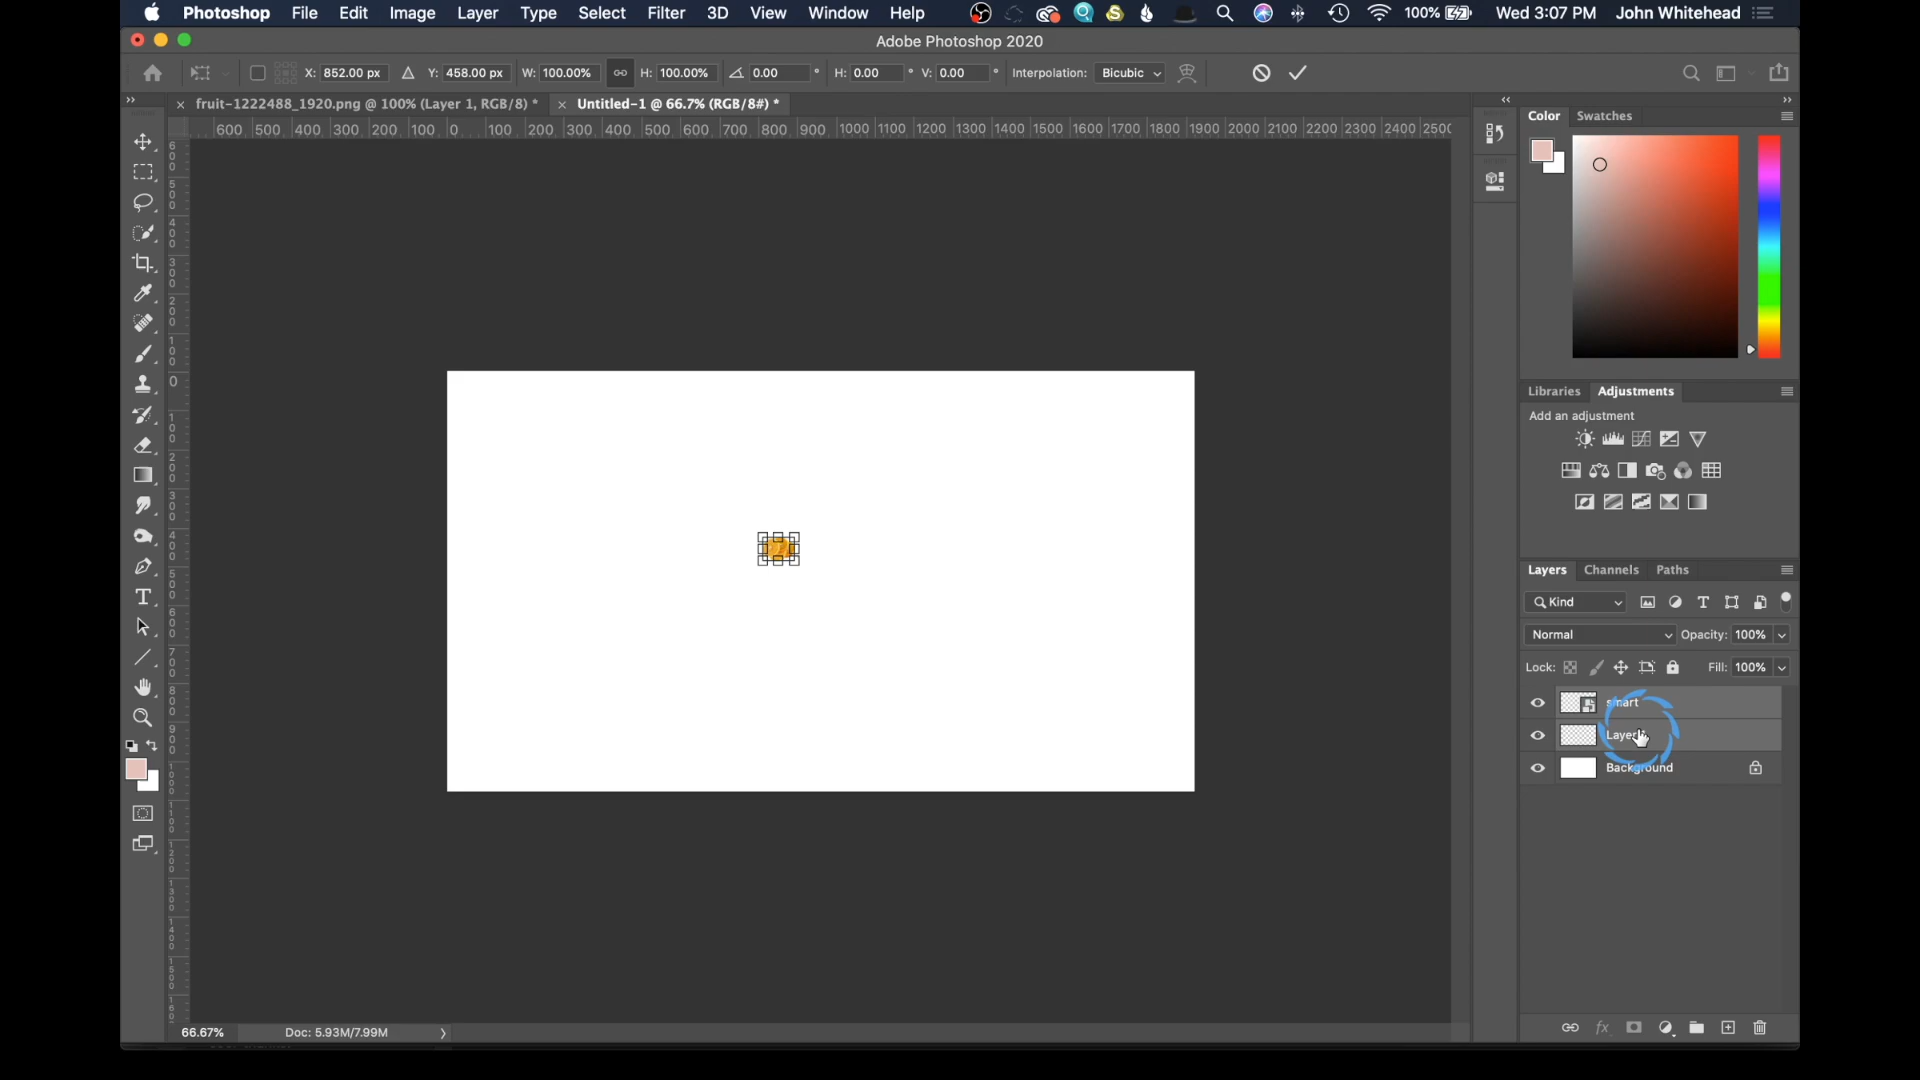 Photoshop File Edit Image Layer Type Select Filter 3D View Window Help 100% Wed 3:07 PM John Whitehead
Adobe Photoshop 2020
X: 852.00 px Y: 458.00 px W: 100.00% H: 100.00% 0.00 ° H: 0.00 ° V: 0.00 ° Interpolation: Bicubic
fruit-1222488_1920.png @ 100% (Layer 1, RGB/8) * Untitled-1 @ 66.7% (RGB/8#) *
600 500 400 300 200 100 0 100 200 300 400 500 600 700 800 900 1000 1100 1200 1300 1400 1500 1600 1700 1800 1900 2000 2100 2200 2300 2400 2500
Color Swatches
Libraries Adjustments
Add an adjustment
Layers Channels Paths
Kind
Normal Opacity: 100%
Lock: Fill: 100%
smart
Layer
Background
66.67% Doc: 5.93M/7.99M